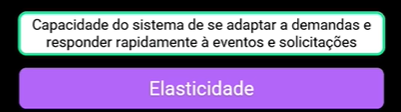 Capacidade do sistema de se adaptar a demandas e
responder rapidamente à eventos e solicitações
Elasticidade